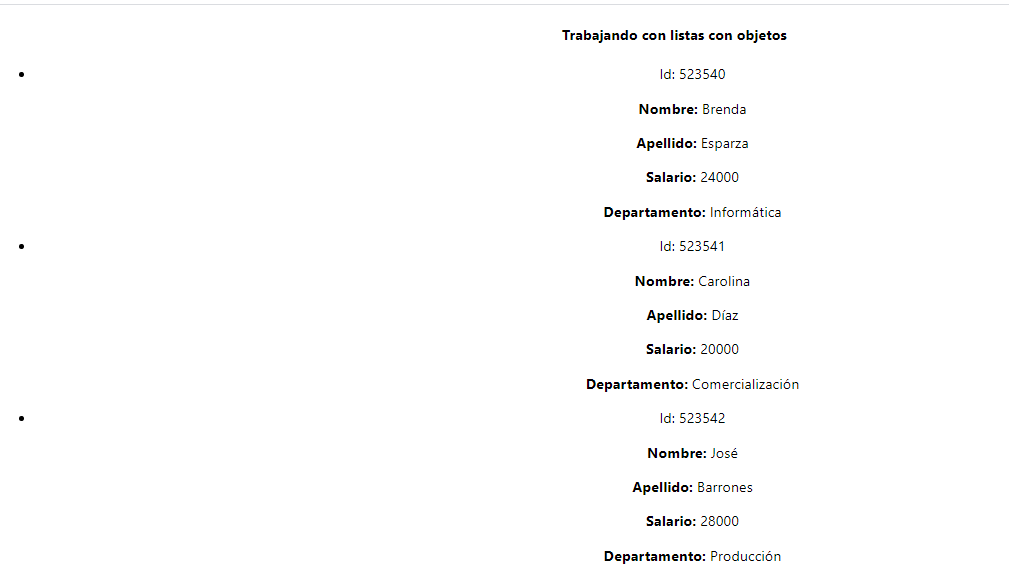 Trabajando con listas con objetos
Id: 523540
Nombre: Brenda
Apellido: Esparza
Salario: 24000
Departamento: Informática
Id: 523541
Nombre: Carolina
Apellido: Díaz
Salario: 20000
Departamento: Comercialización
Id: 523542
Nombre: José
Apellido: Barrones
Salario: 28000
Departamento: Producción